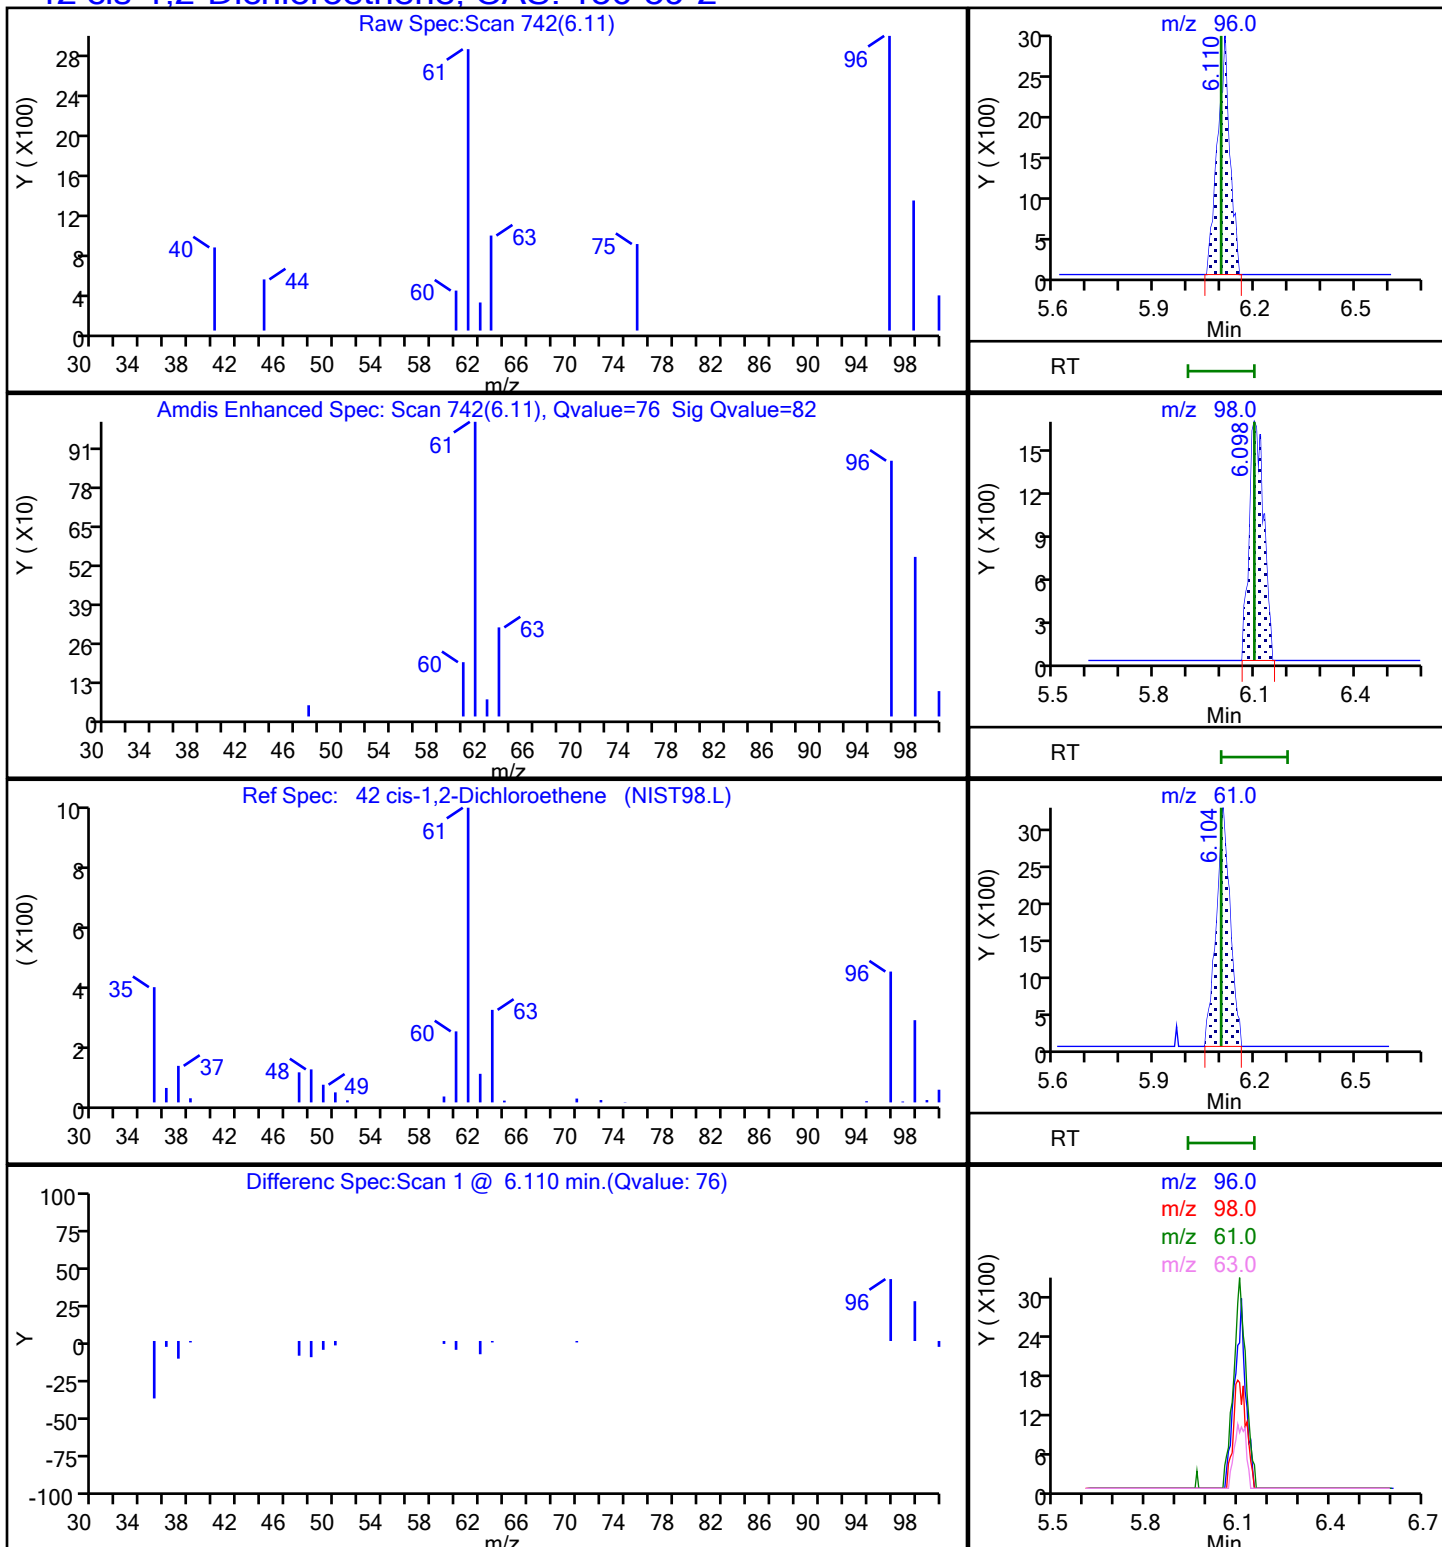 42 cis-1,2-Dichloroethene, CAS: 156-59-2
Raw Spec:Scan 742(6.11)
Y ( X100)
28
24
20
16
12
8
4
0
40
44
60
61
63
75
96
30 34 38 42 46 50 54 58 62 66 70 74 78 82 86 90 94 98
m/z
m/z 96.0
Y ( X100)
30
25
20
15
10
5
0
6.110
5.6 5.9 6.2 6.5
Min
RT
Amdis Enhanced Spec: Scan 742(6.11), Qvalue=76 Sig Qvalue=82
Y ( X10)
91
78
65
52
39
26
13
0
60
61
63
96
30 34 38 42 46 50 54 58 62 66 70 74 78 82 86 90 94 98
m/z
m/z 98.0
Y ( X100)
15
12
9
6
3
0
6.098
5.5 5.8 6.1 6.4
Min
RT
Ref Spec: 42 cis-1,2-Dichloroethene (NIST98.L)
( X100)
10
8
6
4
2
0
35
37
48
49
60
61
63
96
30 34 38 42 46 50 54 58 62 66 70 74 78 82 86 90 94 98
m/z 61.0
Y ( X100)
30
25
20
15
10
5
0
6.104
5.6 5.9 6.2 6.5
Min
RT
Differenc Spec:Scan 1 @ 6.110 min.(Qvalue: 76)
Y
100
75
50
25
0
-25
-50
-75
-100
96
30 34 38 42 46 50 54 58 62 66 70 74 78 82 86 90 94 98
m/z
m/z 96.0
m/z 98.0
m/z 61.0
m/z 63.0
Y ( X100)
30
24
18
12
6
0
5.5 5.8 6.1 6.4 6.7
Min